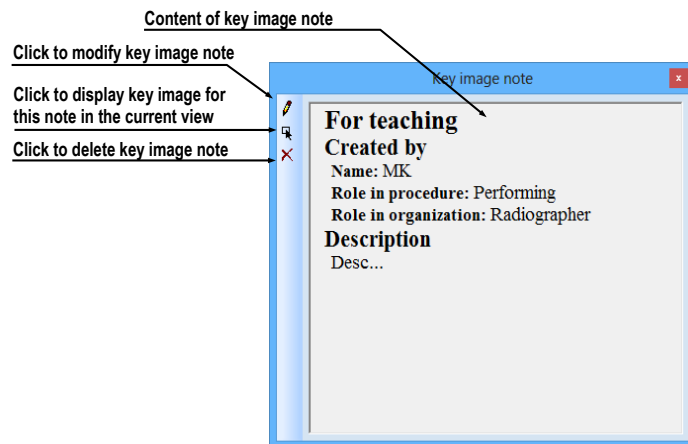 Content of key image note
Click to modify key image note
Key image note
x
Click to display key image for
this note in the current view
Click to delete key image note
For teaching
Created by
Name: MK
Role in procedure: Performing
Role in organization: Radiographer
Description
Desc...